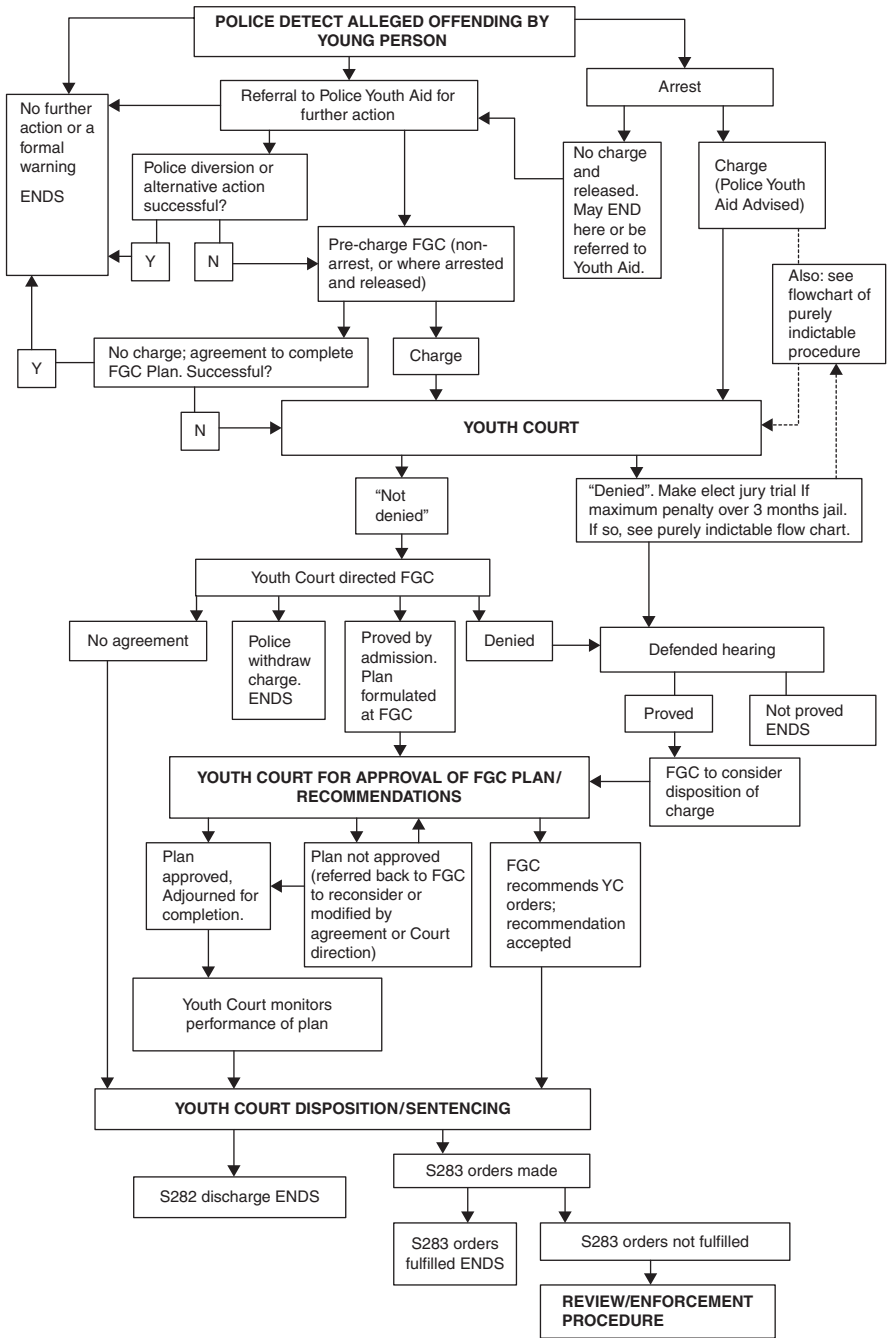 POLICE DETECT ALLEGED OFFENDING BY
YOUNG PERSON
No further
action or a
formal
warning
ENDS
Referral to Police Youth Aid for
further action
Arrest
Police diversion or
alternative action
successful?
Y
N
No charge
and
released.
May END
here or be
referred to
Youth Aid.
Charge
(Police Youth
Aid Advised)
Pre-charge FGC (non-
arrest, or where arrested
and released)
Also: see
flowchart of
purely
indictable
procedure
Y
No charge; agreement to complete
FGC Plan. Successful?
Charge
N
YOUTH COURT
“Not
denied”
“Denied”. Make elect jury trial If
maximum penalty over 3 months jail.
If so, see purely indictable flow chart.
Youth Court directed FGC
No agreement
Police
withdraw
charge.
ENDS
Proved by
admission.
Plan
formulated
at FGC
Denied
Defended hearing
Proved
Not proved
ENDS
YOUTH COURT FOR APPROVAL OF FGC PLAN/
RECOMMENDATIONS
FGC to consider
disposition of
charge
Plan
approved,
Adjourned for
completion.
Plan not approved
(referred back to FGC
to reconsider or
modified by
agreement or Court
direction)
FGC
recommends YC
orders;
recommendation
accepted
Youth Court monitors
performance of plan
YOUTH COURT DISPOSITION/SENTENCING
S282 discharge ENDS
S283 orders made
S283 orders
fulfilled ENDS
S283 orders not fulfilled
REVIEW/ENFORCEMENT
PROCEDURE